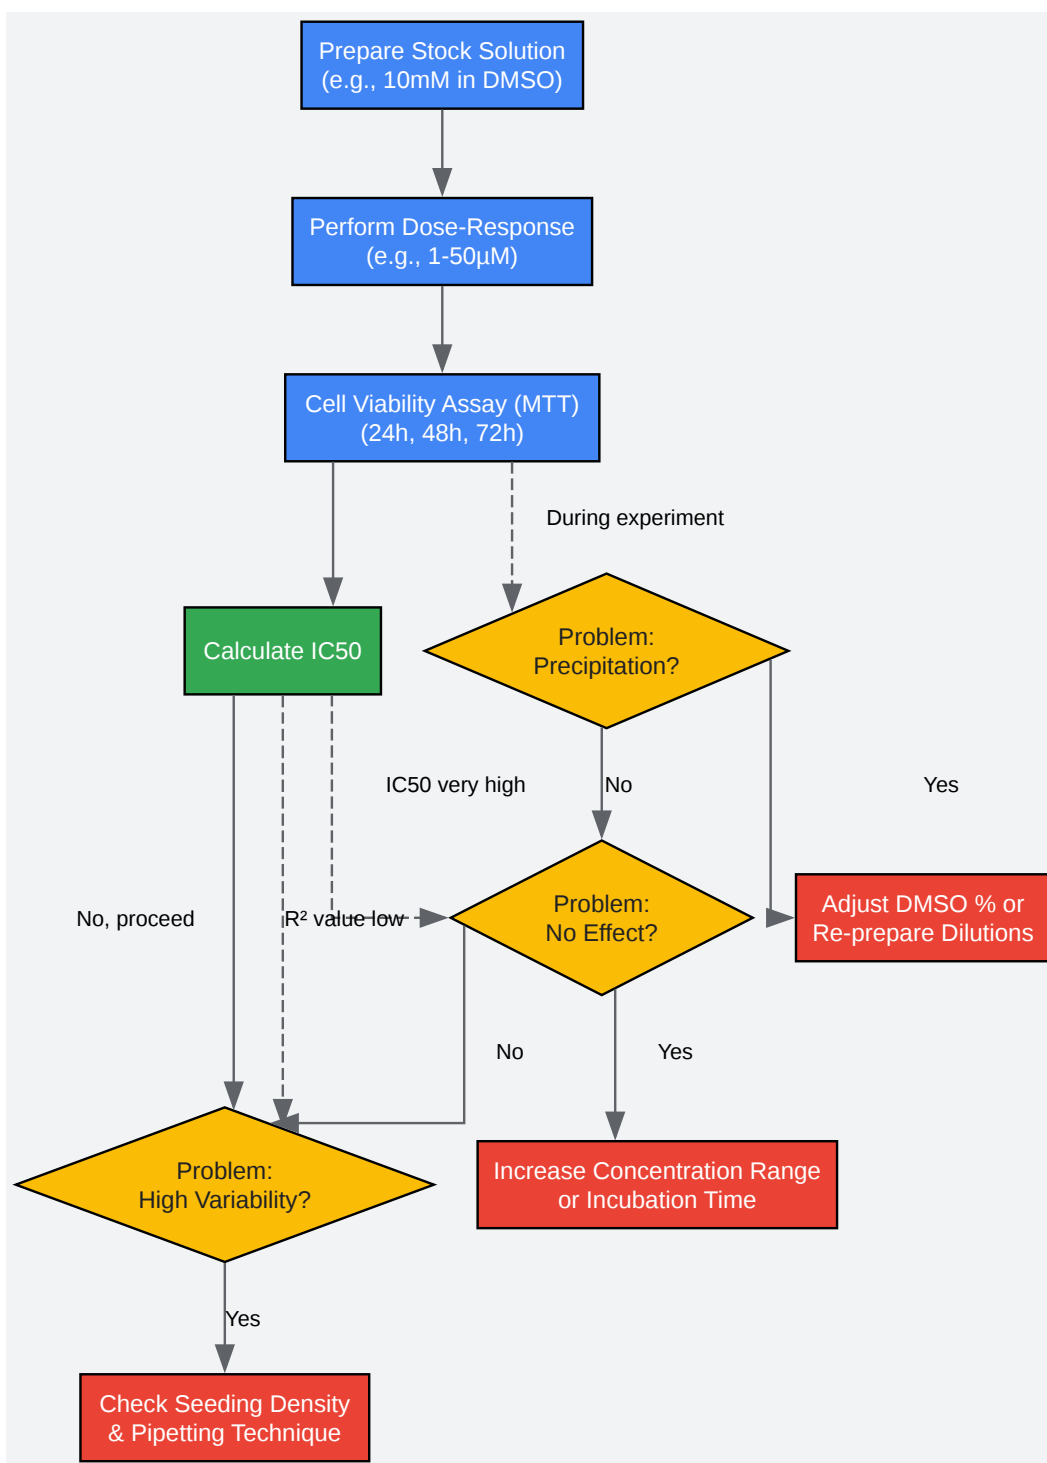 Prepare Stock Solution
(e.g., 10mM in DMSO)
Perform Dose-Response
(e.g., 1-50µM)
Cell Viability Assay (MTT)
(24h, 48h, 72h)
During experiment
Calculate IC50
Problem:
Precipitation?
IC50 very high
No
Yes
No, proceed
R² value low
Problem:
No Effect?
Adjust DMSO % or
Re-prepare Dilutions
No
Yes
Problem:
High Variability?
Increase Concentration Range
or Incubation Time
Yes
Check Seeding Density
& Pipetting Technique